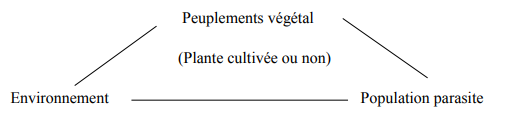 Peuplements végétal
(Plante cultivée ou non)
Environnement
Population parasite